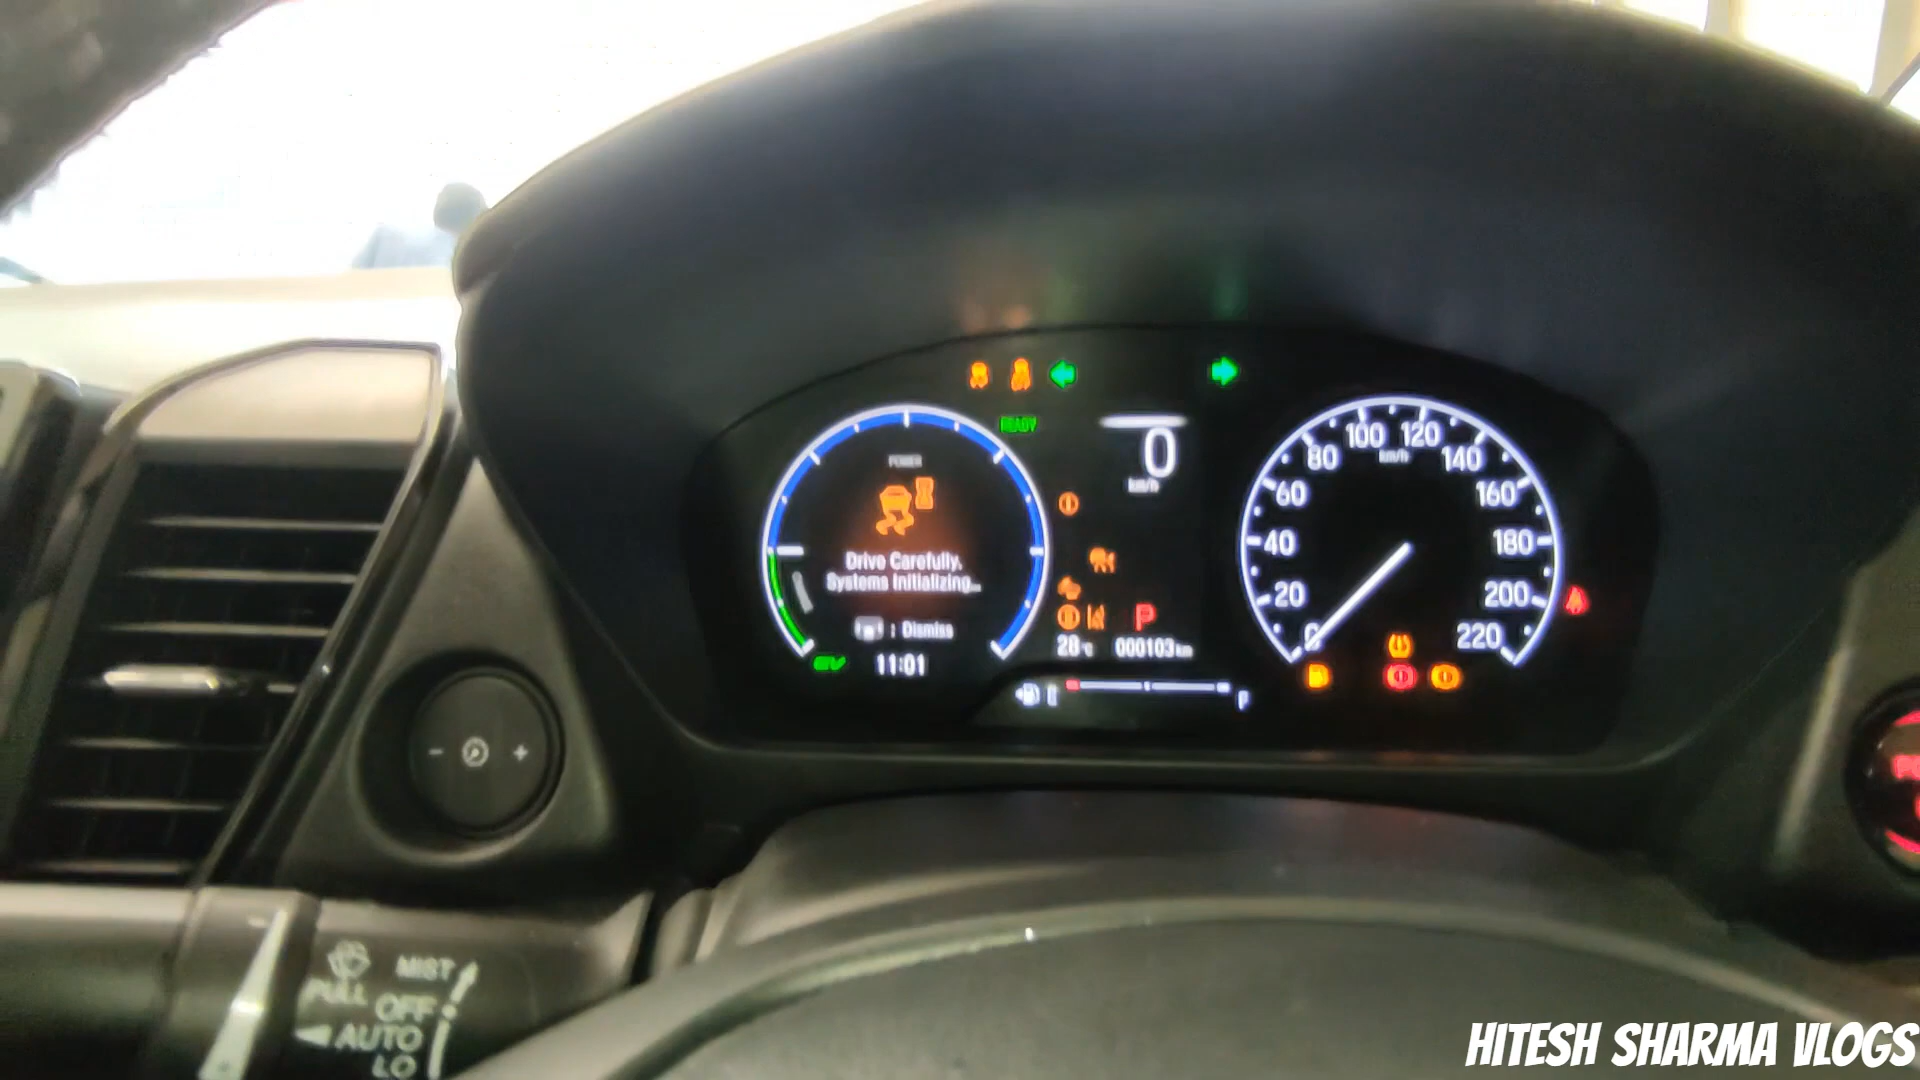 READY
POWER
0
km/h
Drive Carefully.
Systems Initializing...
: Dismiss
EV
11:01
P
28°c
000103 km
0
20
40
60
80
100
120
140
160
180
200
220
km/h
- +
MIST
PULL
OFF
AUTO
LO
HITESH SHARMA VLOGS